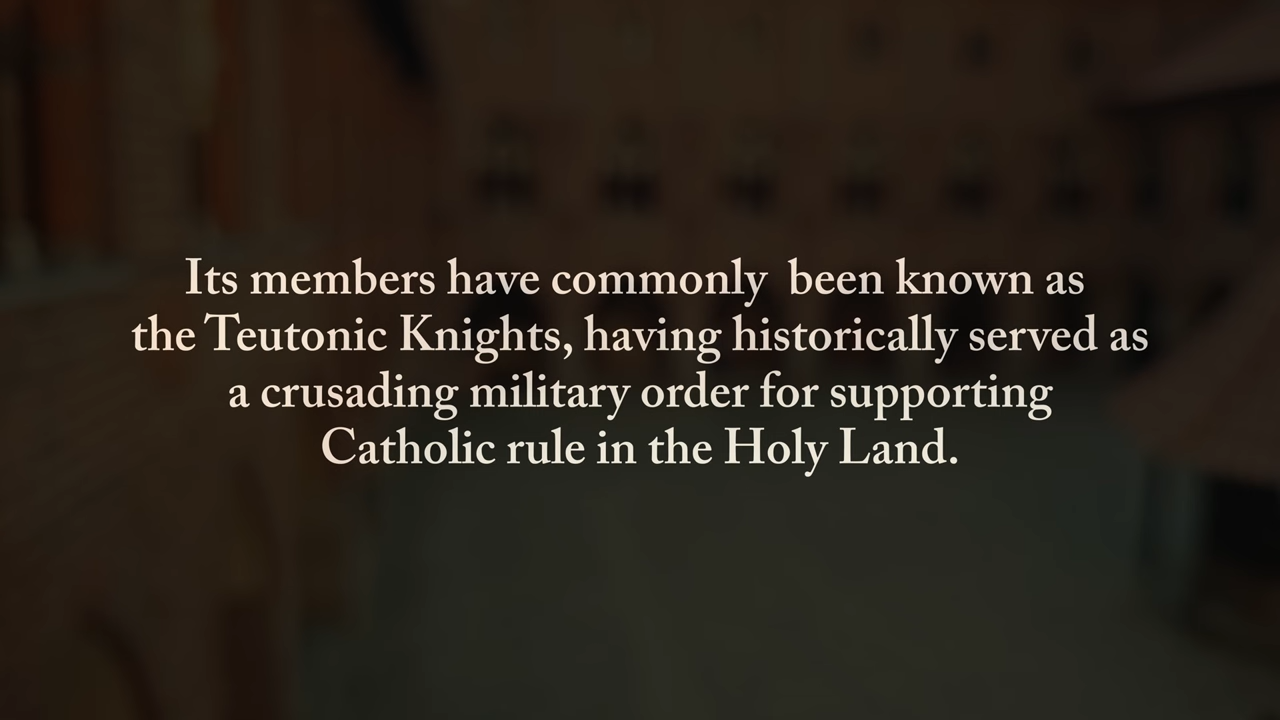 Its members have commonly  been known as
the Teutonic Knights, having historically served as
a crusading military order for supporting
Catholic rule in the Holy Land.